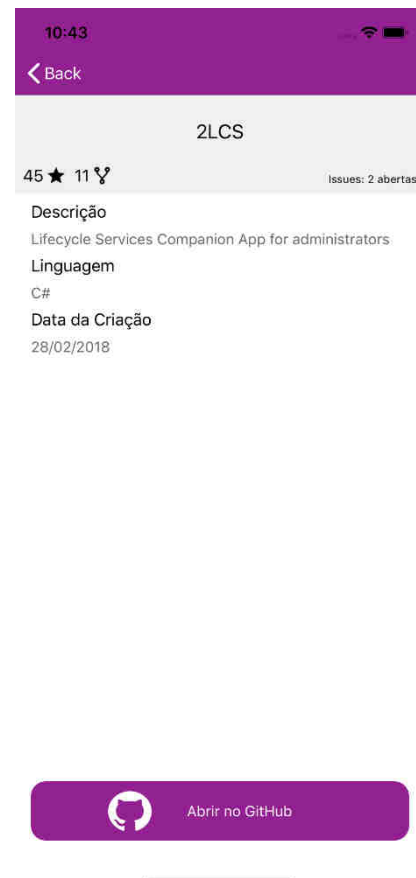 10:43
Back
2LCS
45 11
Issues: 2 abertas
Descrição
Lifecycle Services Companion App for administrators
Linguagem
C#
Data da Criação
28/02/2018
Abrir no GitHub